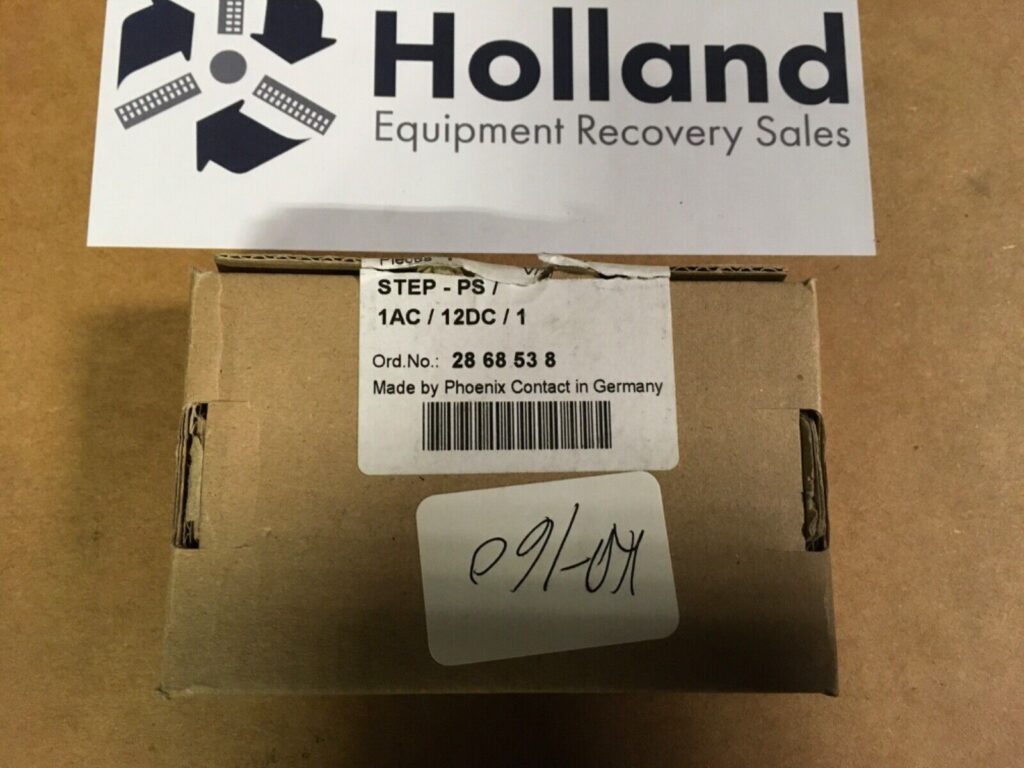 Holland
Equipment Recovery Sales
Pieces
STEP - PS /
1AC / 12DC / 1
Ord.No.: 28 68 53 8
Made by Phoenix Contact in Germany